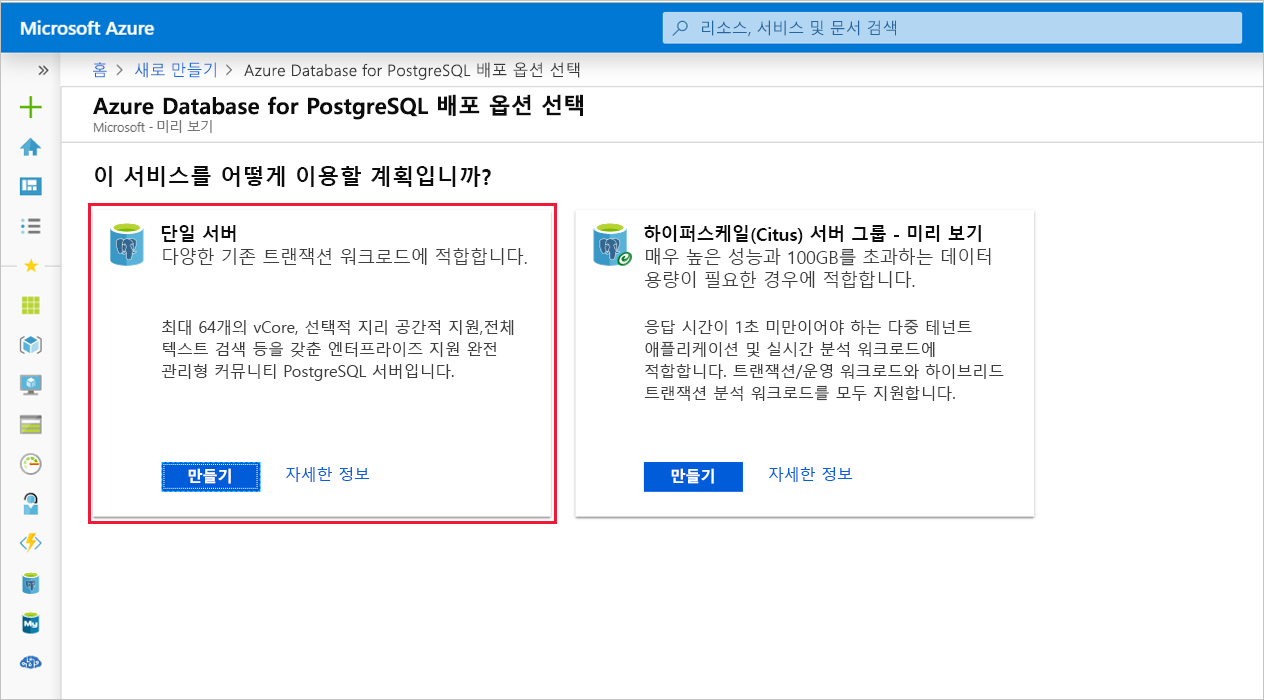 Microsoft Azure
리소스, 서비스 및 문서 검색
홈 > 새로 만들기 > Azure Database for PostgreSQL 배포 옵션 선택
Azure Database for PostgreSQL 배포 옵션 선택
Microsoft - 미리 보기
이 서비스를 어떻게 이용할 계획입니까?
단일 서버
다양한 기존 트랜잭션 워크로드에 적합합니다.
최대 64개의 vCore, 선택적 지리 공간적 지원,전체
텍스트 검색 등을 갖춘 엔터프라이즈 지원 완전
관리형 커뮤니티 PostgreSQL 서버입니다.
만들기
자세한 정보
하이퍼스케일(Citus) 서버 그룹 - 미리 보기
매우 높은 성능과 100GB를 초과하는 데이터
용량이 필요한 경우에 적합합니다.
응답 시간이 1초 미만이어야 하는 다중 테넌트
애플리케이션 및 실시간 분석 워크로드에
적합합니다. 트랜잭션/운영 워크로드와 하이브리드
트랜잭션 분석 워크로드를 모두 지원합니다.
만들기
자세한 정보
My